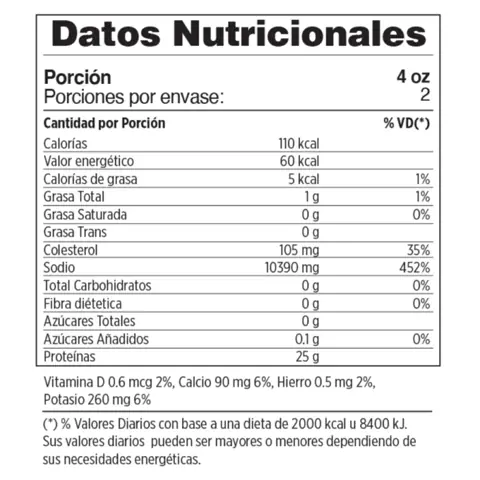 Datos Nutricionales
Porción 4 oz
Porciones por envase: 2
Cantidad por Porción % VD(*)
Calorías 110 kcal
Valor energético 60 kcal
Calorías de grasa 5 kcal 1%
Grasa Total 1 g 1%
Grasa Saturada 0 g 0%
Grasa Trans 0 g
Colesterol 105 mg 35%
Sodio 10390 mg 452%
Total Carbohidratos 0 g 0%
Fibra diétetica 0 g 0%
Azúcares Totales 0 g
Azúcares Añadidos 0.1 g 0%
Proteínas 25 g
Vitamina D 0.6 mcg 2%, Calcio 90 mg 6%, Hierro 0.5 mg 2%,
Potasio 260 mg 6%
(*) % Valores Diarios con base a una dieta de 2000 kcal u 8400 kJ.
Sus valores diarios pueden ser mayores o menores dependiendo de
sus necesidades energéticas.